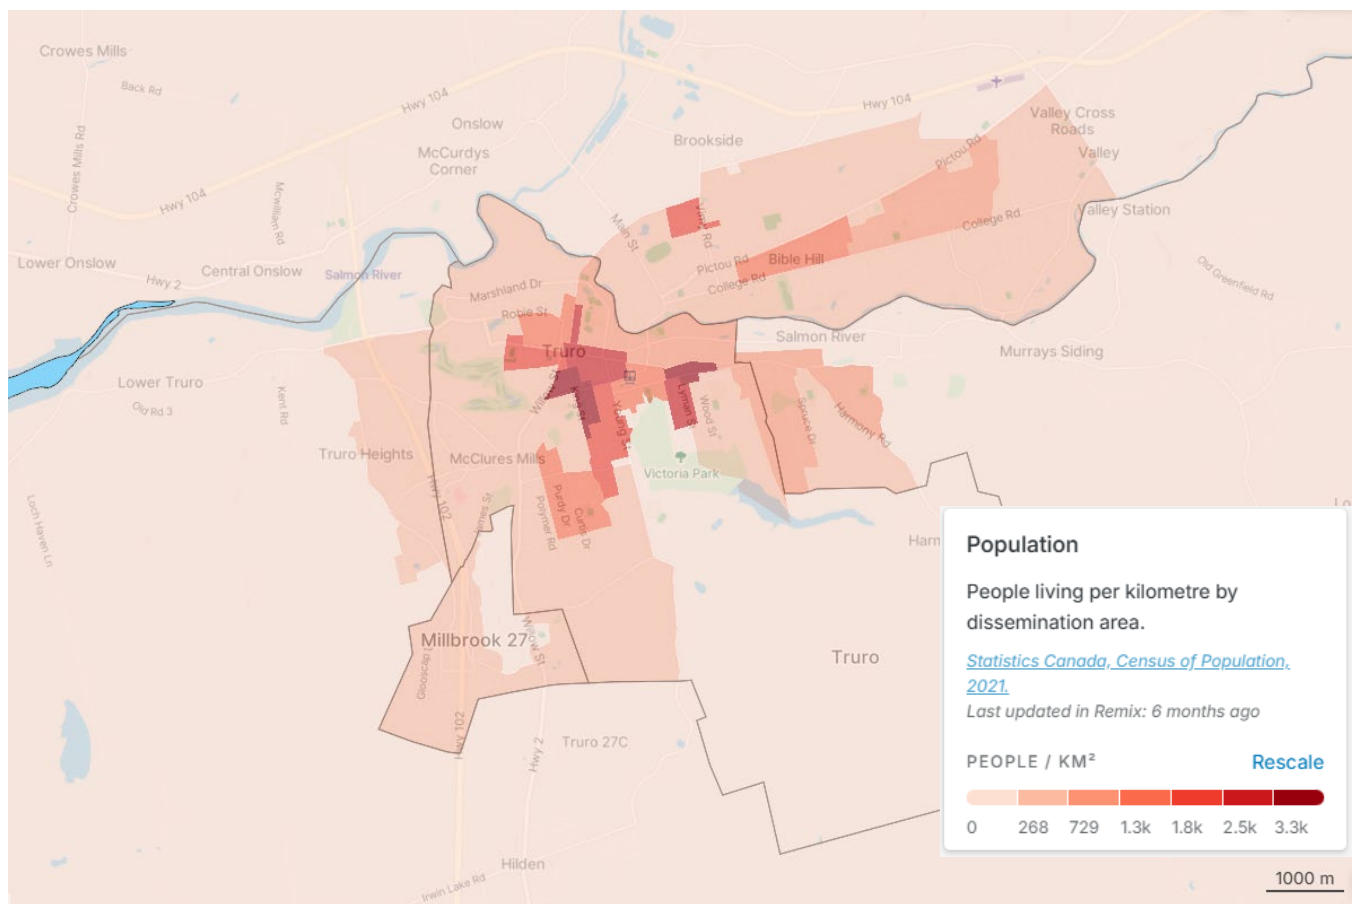 Crowes Mills
Back Rd
Hwy 104
Hwy 104
Valley Cross
Roads
Onslow
Brookside
Crowes Mills Rd
McCurdys
Corner
Pictou Rd
Valley
Hwy 104
Mcwilliam Rd
Main St
College Rd
Valley Station
Lower Onslow
Central Onslow
Salmon River
Pictou Rd
Bible Hill
Old Greenfield Rd
Hwy 2
Marshland Dr
College Rd
Robie St
Salmon River
Truro
Murrays Siding
Lower Truro
Old Rd 3
Kent Rd
Young St
Lyman St
Wood St
Spruce Dr
Harmony Rd
Truro Heights
McClures Mills
Victoria Park
Hwy 102
Purdy Dr
Curtis Dr
Polymer Rd
Loch Haven Ln
Millbrook 27
Willow St
Truro
Hwy 102
Hwy 2
Truro 27C
Hilden
Irwin Lake Rd
Population
People living per kilometre by
dissemination area.
Statistics Canada, Census of Population,
2021.
Last updated in Remix: 6 months ago
PEOPLE / KM²
Rescale
0 268 729 1.3k 1.8k 2.5k 3.3k
1000 m